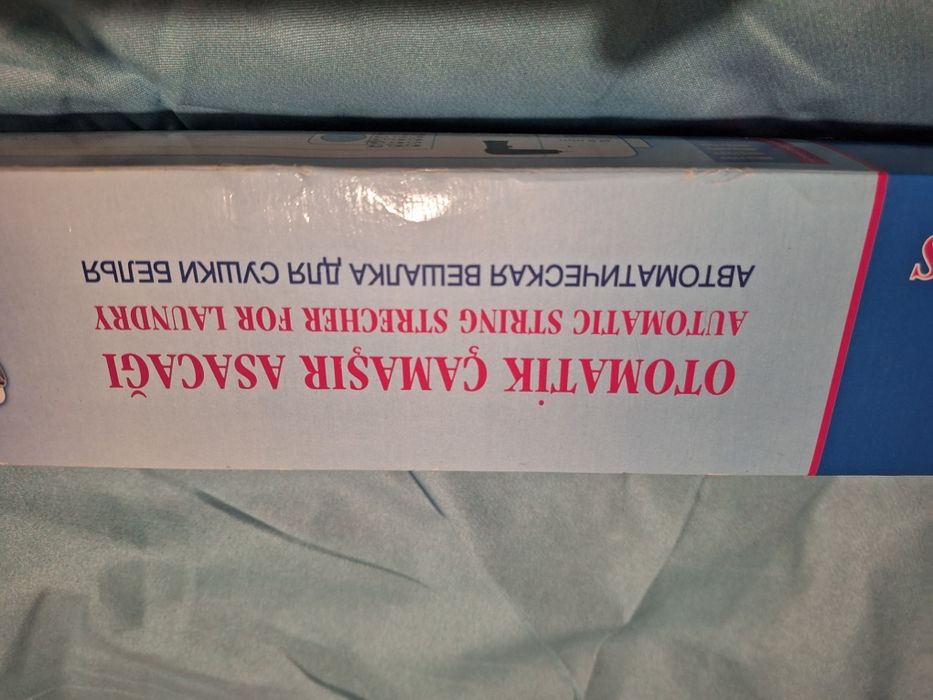 OTOMATİK ÇAMAŞIR ASACAĞI
AUTOMATIC STRING STRECHER FOR LAUNDRY
АВТОМАТИЧЕСКАЯ ВЕШАЛКА ДЛЯ СУШКИ БЕЛЬЯ
S